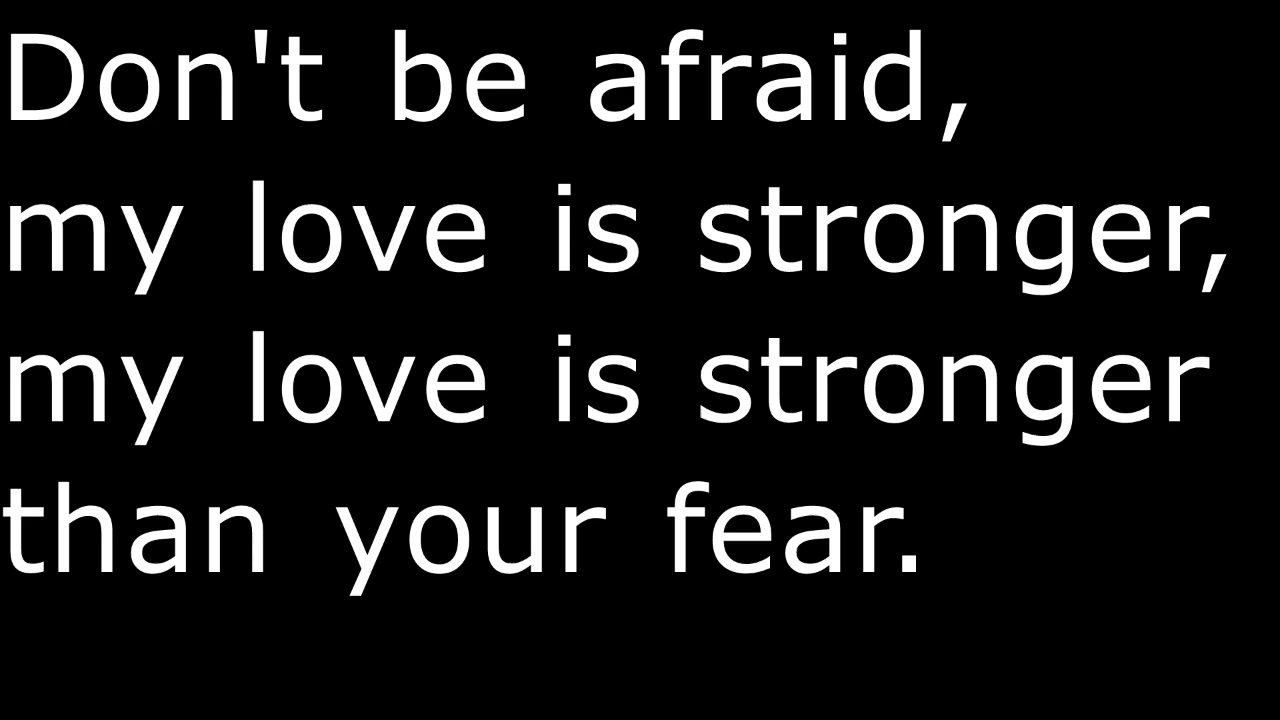 Don't be afraid,
my love is stronger,
my love is stronger
than your fear.